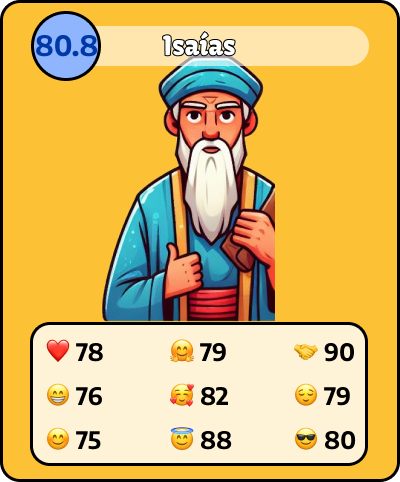 80.8
Isaías
❤️ 78 🤗 79 🤝 90
😁 76 🥰 82 😌 79
😊 75 😇 88 😎 80